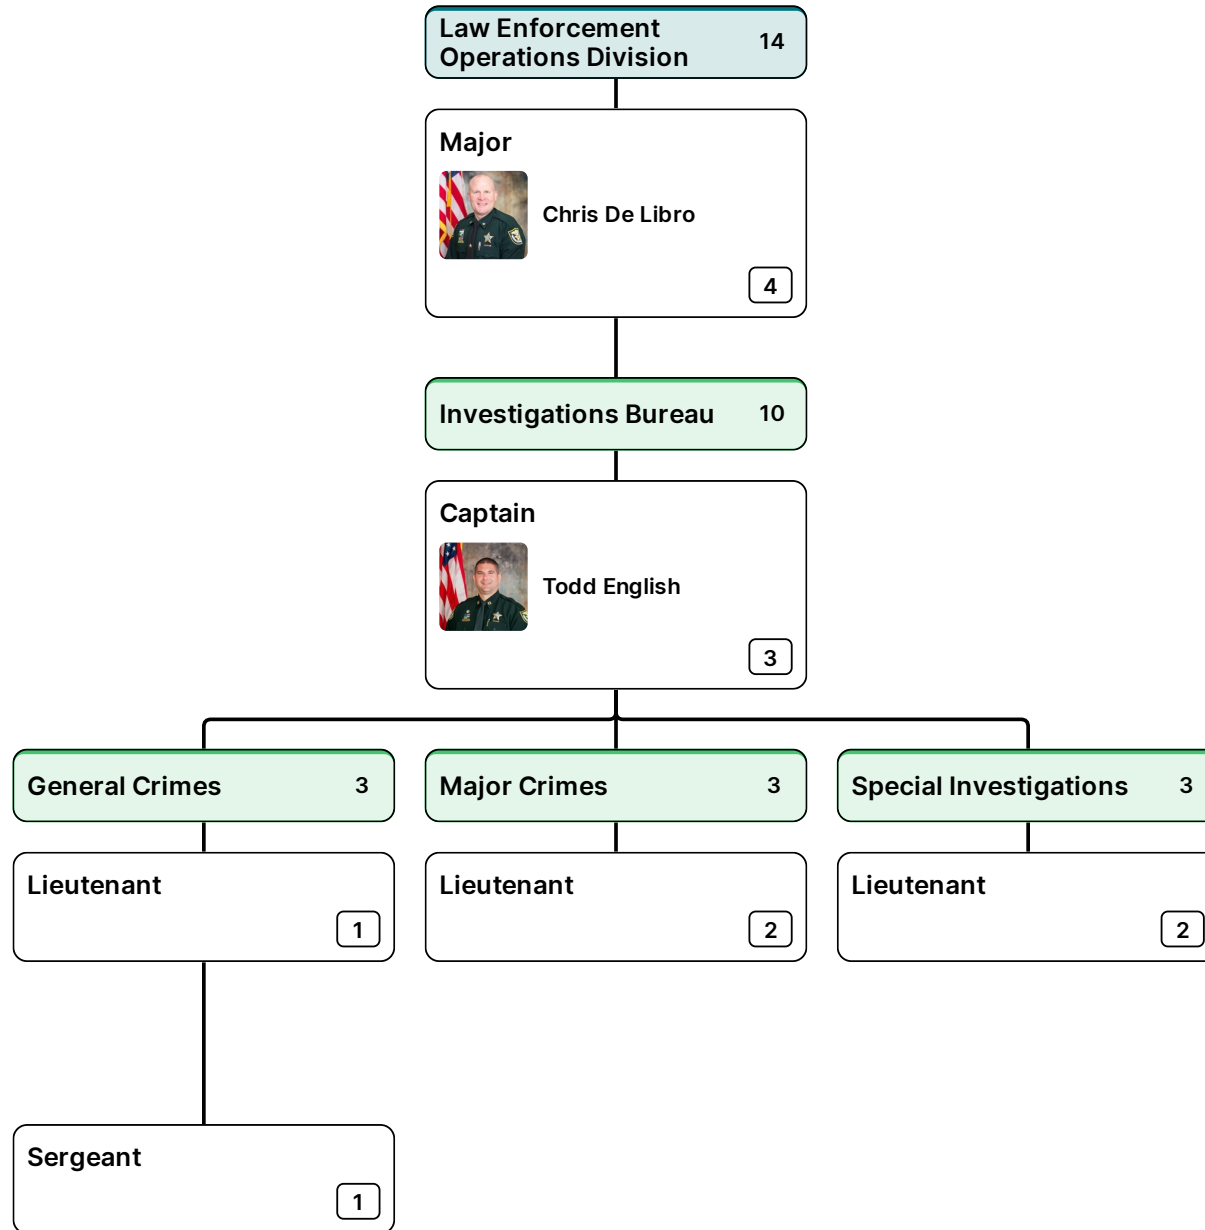 Law Enforcement
Operations Division
14
Major
Chris De Libro
4
Investigations Bureau
10
Captain
Todd English
3
General Crimes
3
Major Crimes
3
Special Investigations
3
Lieutenant
1
Lieutenant
2
Lieutenant
2
Sergeant
1